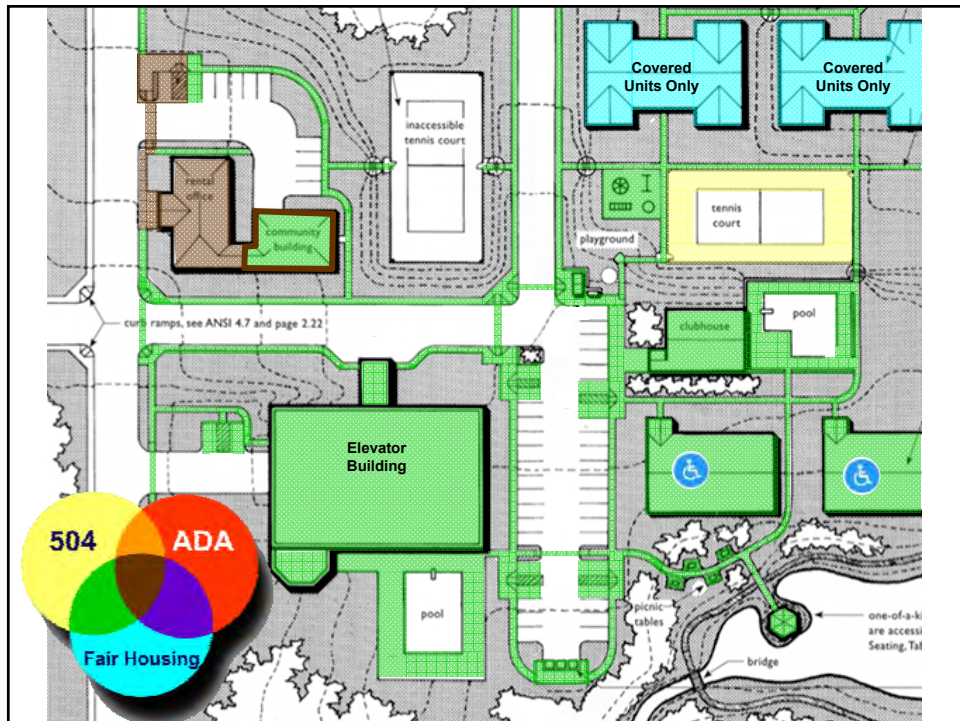 Covered
Units Only
Covered
Units Only
inaccessible
tennis court
rental
office
community
building
tennis
court
playground
curb ramps, see ANSI 4.7 and page 2.22
clubhouse
pool
Elevator
Building
504
ADA
Fair Housing
pool
picnic
tables
bridge
one-of-a-ki
are accessi
Seating, Tab